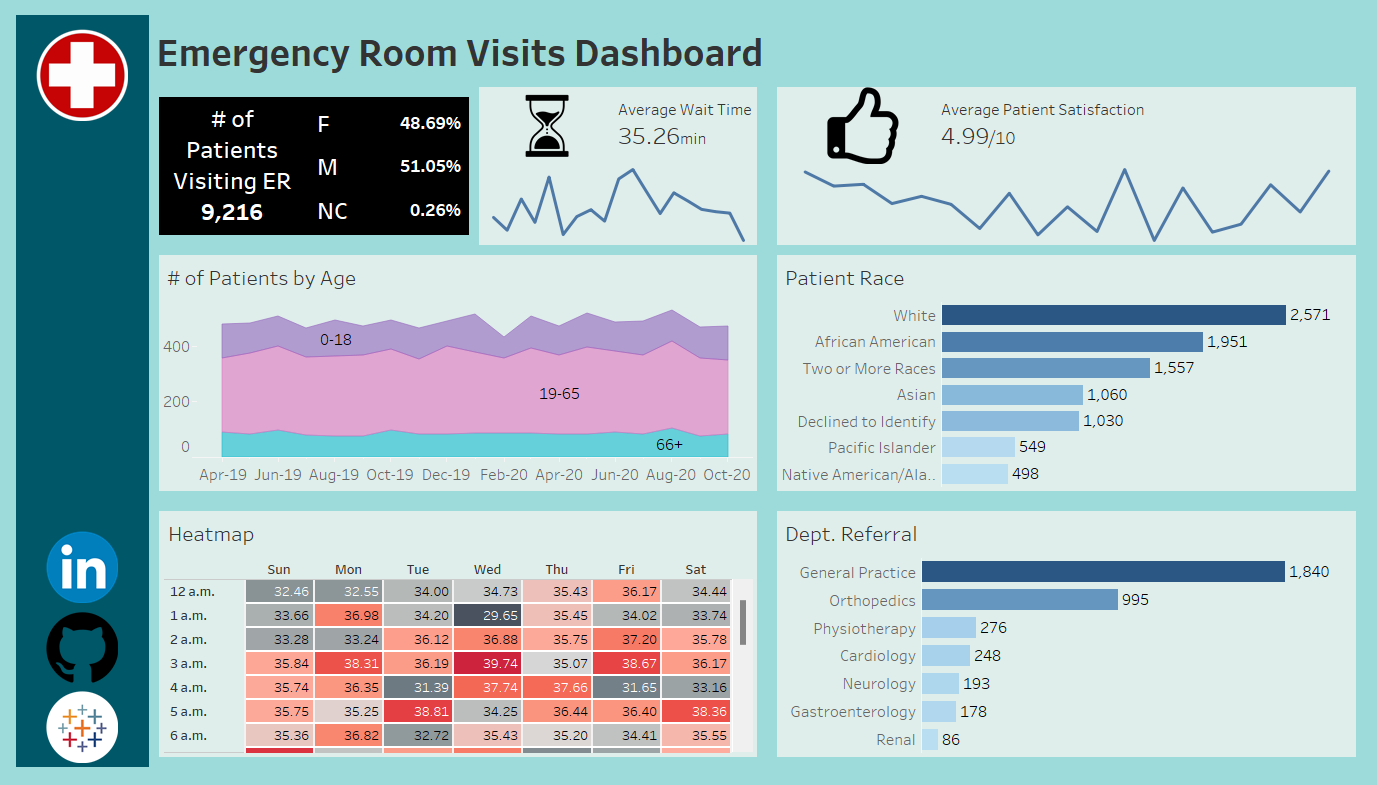 Emergency Room Visits Dashboard
# of
Patients
Visiting ER
9,216
F 48.69%
M 51.05%
NC 0.26%
Average Wait Time
35.26min
Average Patient Satisfaction
4.99/10
# of Patients by Age
400
200
0
0-18
19-65
66+
Apr-19 Jun-19 Aug-19 Oct-19 Dec-19 Feb-20 Apr-20 Jun-20 Aug-20 Oct-20
Patient Race
White 2,571
African American 1,951
Two or More Races 1,557
Asian 1,060
Declined to Identify 1,030
Pacific Islander 549
Native American/Ala.. 498
Heatmap
Sun Mon Tue Wed Thu Fri Sat
12 a.m. 32.46 32.55 34.00 34.73 35.43 36.17 34.44
1 a.m. 33.66 36.98 34.20 29.65 35.45 34.02 33.74
2 a.m. 33.28 33.24 36.12 36.88 35.75 37.20 35.78
3 a.m. 35.84 38.31 36.19 39.74 35.07 38.67 36.17
4 a.m. 35.74 36.35 31.39 37.74 37.66 31.65 33.16
5 a.m. 35.75 35.25 38.81 34.25 36.44 36.40 38.36
6 a.m. 35.36 36.82 32.72 35.43 35.20 34.41 35.55
Dept. Referral
General Practice 1,840
Orthopedics 995
Physiotherapy 276
Cardiology 248
Neurology 193
Gastroenterology 178
Renal 86
in